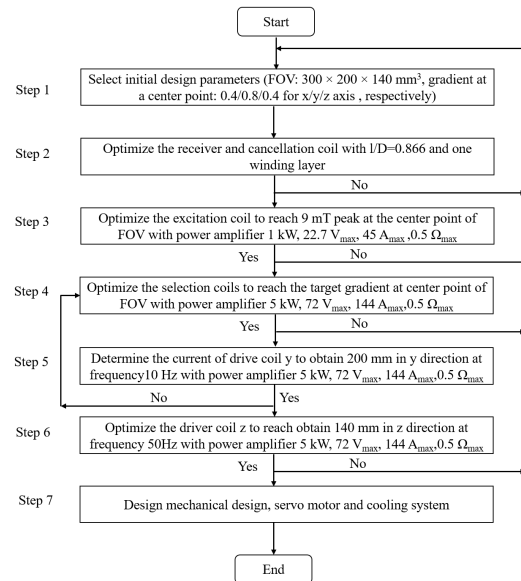 Start
Step 1
Select initial design parameters (FOV: 300 × 200 × 140 mm³, gradient at
a center point: 0.4/0.8/0.4 for x/y/z axis , respectively)
Step 2
Optimize the receiver and cancellation coil with l/D=0.866 and one
winding layer
No
Step 3
Optimize the excitation coil to reach 9 mT peak at the center point of
FOV with power amplifier 1 kW, 22.7 Vmax, 45 Amax ,0.5 Ωmax
Yes
No
Step 4
Optimize the selection coils to reach the target gradient at center point of
FOV with power amplifier 5 kW, 72 Vmax, 144 Amax,0.5 Ωmax
Yes
No
Step 5
Determine the current of drive coil y to obtain 200 mm in y direction at
frequency10 Hz with power amplifier 5 kW, 72 Vmax, 144 Amax,0.5 Ωmax
No
Yes
Step 6
Optimize the driver coil z to reach obtain 140 mm in z direction at
frequency 50Hz with power amplifier 5 kW, 72 Vmax, 144 Amax,0.5 Ωmax
Yes
No
Step 7
Design mechanical design, servo motor and cooling system
End